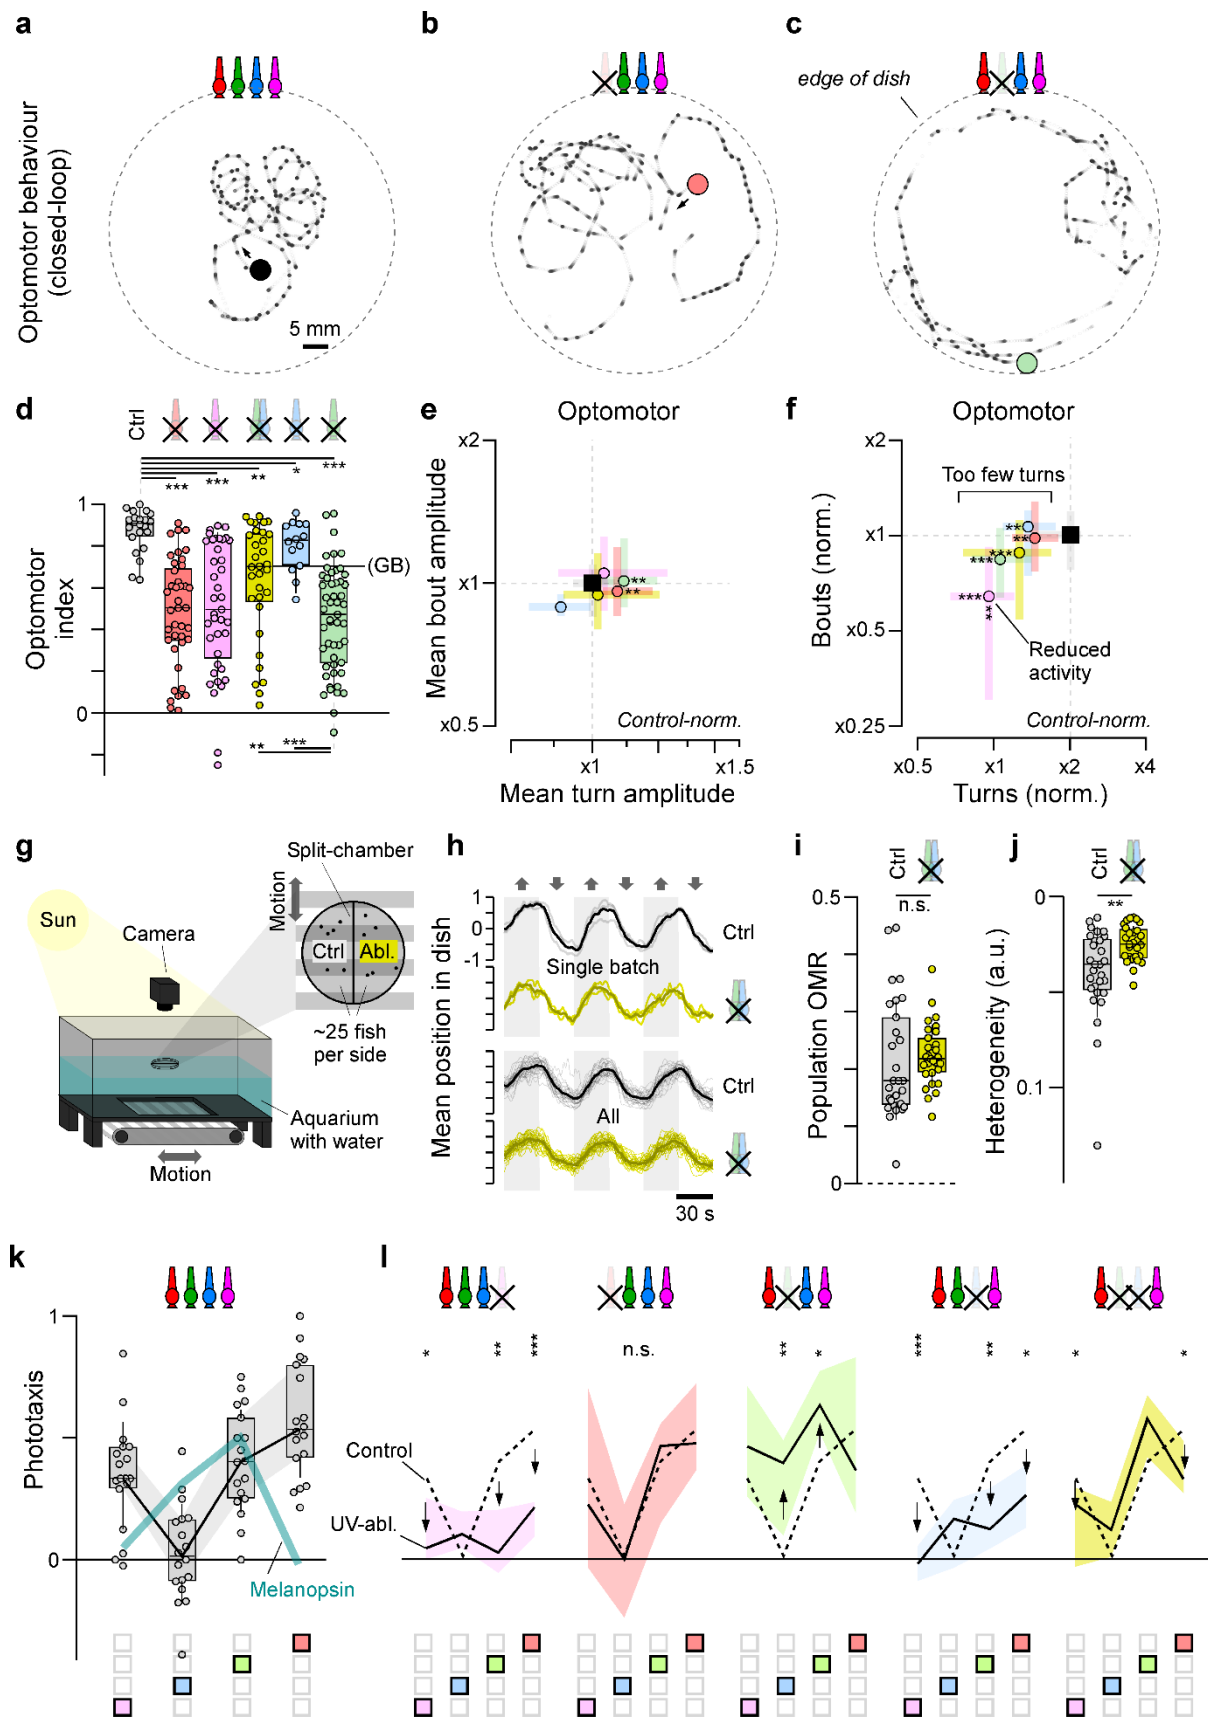 a
b
c
edge of dish
Optomotor behaviour
(closed-loop)
5 mm
d
Ctrl
***
***
**
*
***
1
(GB)
Optomotor
index
0
**
***
e
Optomotor
x2
Mean bout amplitude
x1
**
**
x0.5
Control-norm.
x1
x1.5
Mean turn amplitude
f
Optomotor
x2
Too few turns
Bouts (norm.)
x1
**
**
***
***
***
**
x0.5
Reduced
activity
x0.25
Control-norm.
x0.5
x1
x2
x4
Turns (norm.)
g
Sun
Camera
Split-chamber
Motion
Ctrl
Abl.
~25 fish
per side
Aquarium
with water
Motion
h
Mean position in dish
1
0
-1
Ctrl
Single batch
Ctrl
All
30 s
i
Ctrl
n.s.
0.5
Population OMR
0
j
Ctrl
**
0
Heterogeneity (a.u.)
0.1
k
1
Phototaxis
0
Melanopsin
l
*
**
***
n.s.
**
*
***
**
*
*
*
Control
UV-abl.